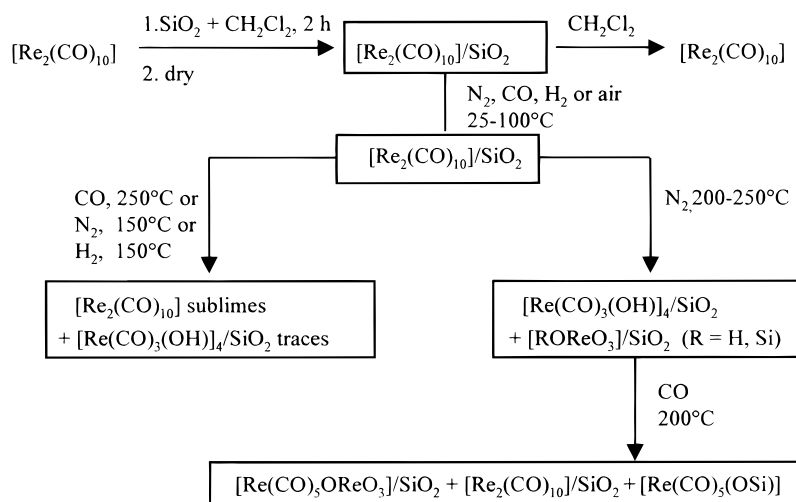 1.SiO₂ + CH₂Cl₂, 2 h
CH₂Cl₂
[Re₂(CO)₁₀]
[Re₂(CO)₁₀]/SiO₂
[Re₂(CO)₁₀]
2. dry
N₂, CO, H₂ or air
25-100°C
[Re₂(CO)₁₀]/SiO₂
CO, 250°C or
N₂, 150°C or
H₂, 150°C
N₂,200-250°C
[Re₂(CO)₁₀] sublimes
+ [Re(CO)₃(OH)]₄/SiO₂ traces
[Re(CO)₃(OH)]₄/SiO₂
+ [ROReO₃]/SiO₂ (R = H, Si)
CO
200°C
[Re(CO)₅OReO₃]/SiO₂ + [Re₂(CO)₁₀]/SiO₂ + [Re(CO)₅(OSi)]